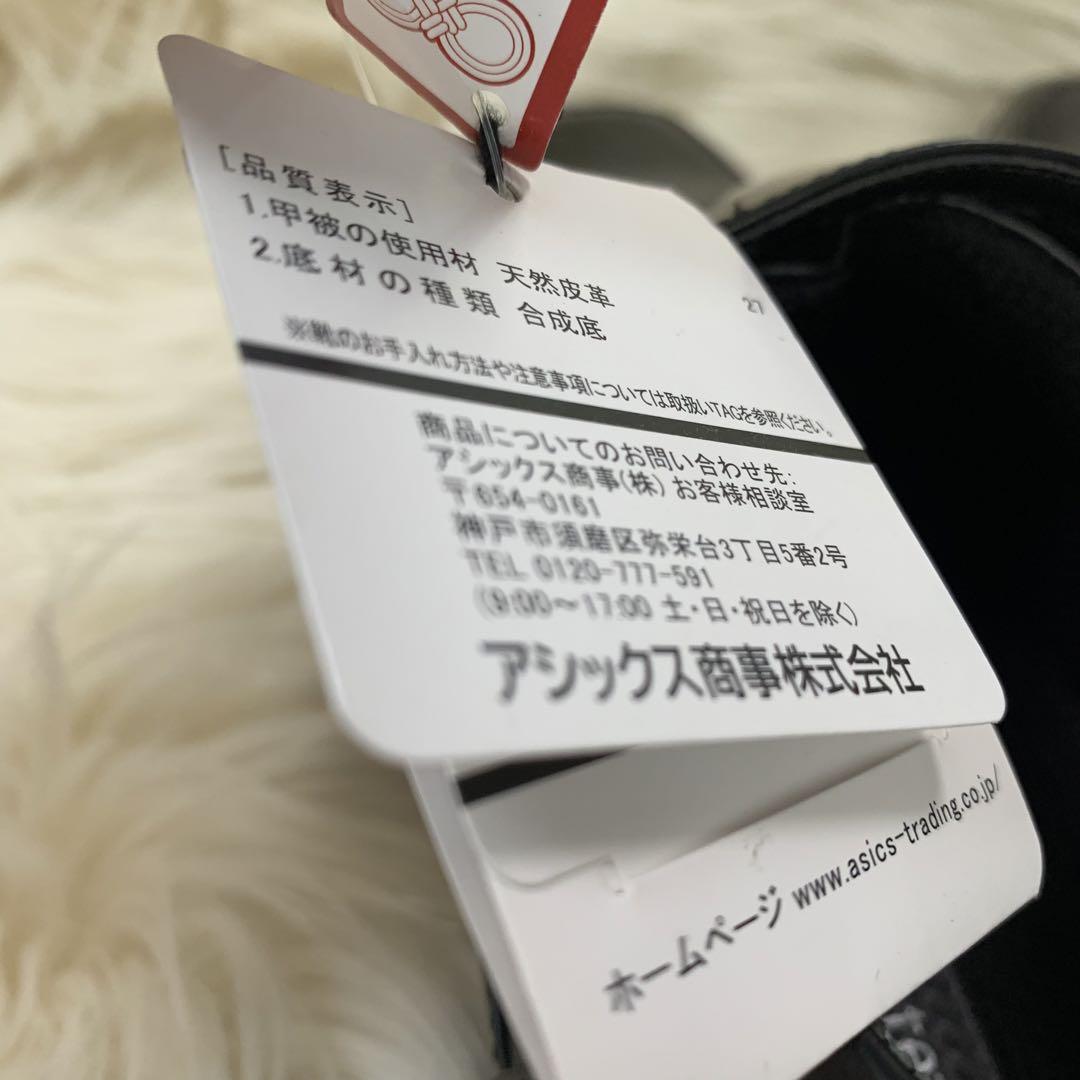 [品質表示]
1.甲被の使用材 天然皮革
2.底材の種類 合成底
27
※靴のお手入れ方法や注意事項については取扱いTAGを参照ください。
商品についてのお問い合わせ先:
アシックス商事(株) お客様相談室
〒654-0161
神戸市須磨区弥栄台3丁目5番2号
TEL 0120-777-591
(9:00〜17:00 土・日・祝日を除く)
アシックス商事株式会社
ホームページ www.asics-trading.co.jp/